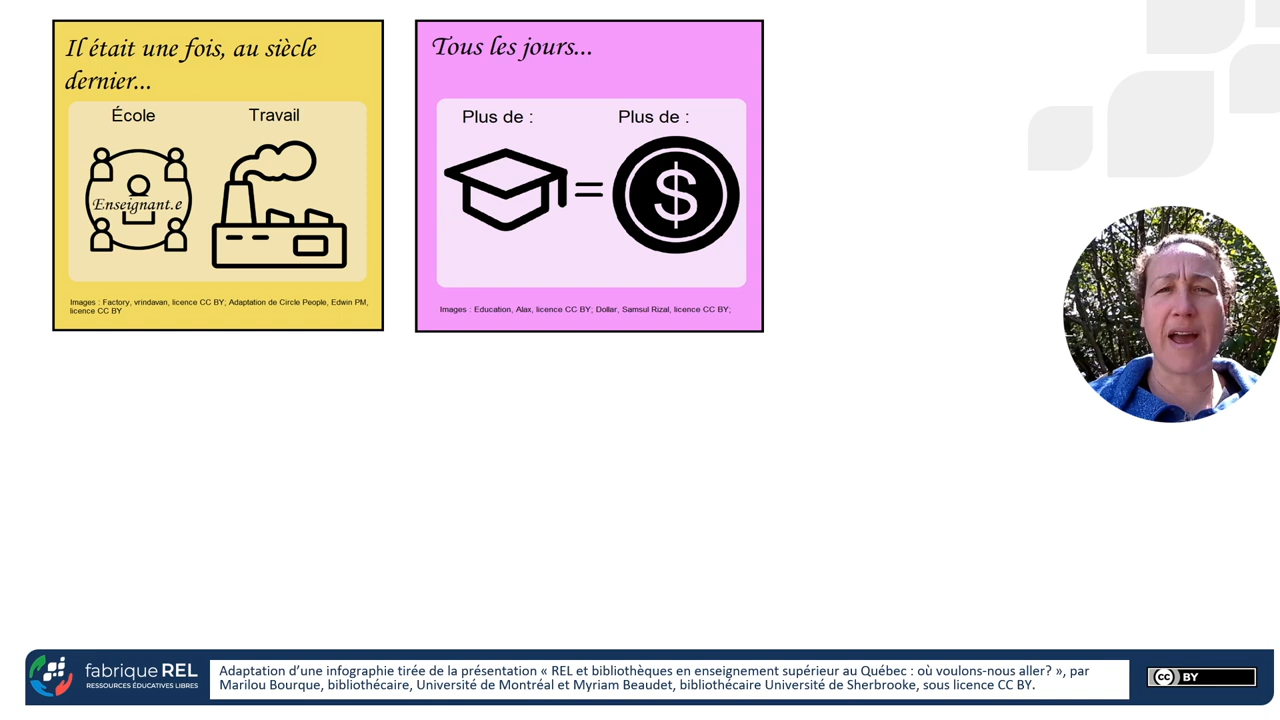 Il était une fois, au siècle
dernier...
École
Travail
Enseignant.e
Images : Factory, vrindavan, licence CC BY; Adaptation de Circle People, Edwin PM,
licence CC BY
Tous les jours...
Plus de :
Plus de :
=
$
Images : Education, Alax, licence CC BY; Dollar, Samsul Rizal, licence CC BY;
fabrique REL
RESSOURCES ÉDUCATIVES LIBRES
Adaptation d’une infographie tirée de la présentation « REL et bibliothèques en enseignement supérieur au Québec : où voulons-nous aller? », par
Marilou Bourque, bibliothécaire, Université de Montréal et Myriam Beaudet, bibliothécaire Université de Sherbrooke, sous licence CC BY.
cc BY